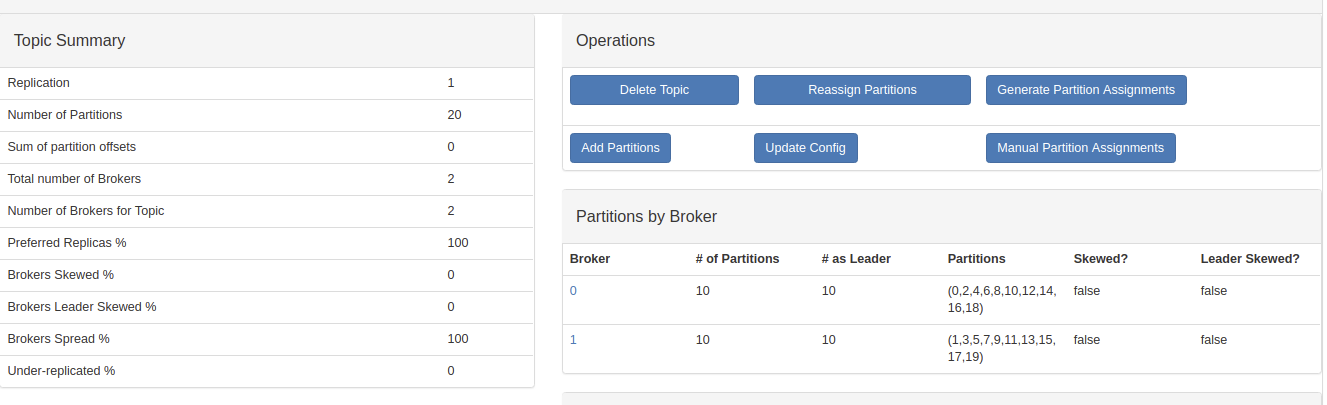 Topic Summary
Replication 1
Number of Partitions 20
Sum of partition offsets 0
Total number of Brokers 2
Number of Brokers for Topic 2
Preferred Replicas % 100
Brokers Skewed % 0
Brokers Leader Skewed % 0
Brokers Spread % 100
Under-replicated % 0
Operations
Delete Topic Reassign Partitions Generate Partition Assignments
Add Partitions Update Config Manual Partition Assignments
Partitions by Broker
Broker # of Partitions # as Leader Partitions Skewed? Leader Skewed?
0 10 10 (0,2,4,6,8,10,12,14, false false
16,18)
1 10 10 (1,3,5,7,9,11,13,15, false false
17,19)